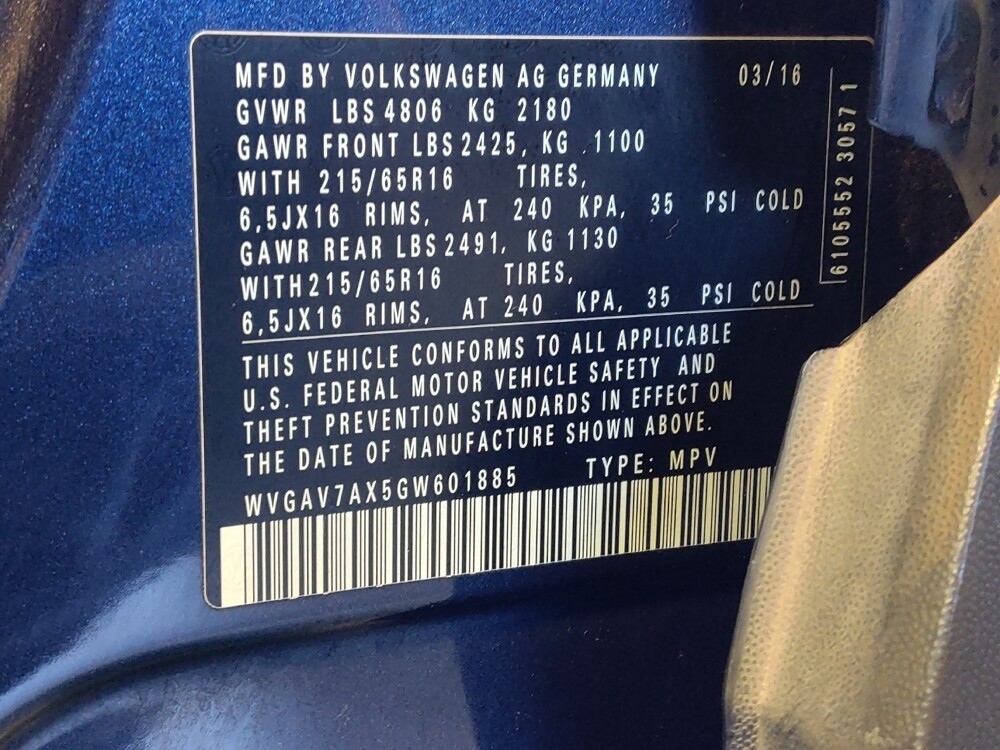 MFD BY VOLKSWAGEN AG GERMANY 03/16
GVWR LBS 4806 KG 2180
GAWR FRONT LBS 2425, KG .1100
WITH 215/65R16 TIRES,
6,5JX16 RIMS, AT 240 KPA, 35 PSI COLD
GAWR REAR LBS 2491, KG 1130
WITH 215/65R16 TIRES,
6,5JX16 RIMS, AT 240 KPA, 35 PSI COLD
THIS VEHICLE CONFORMS TO ALL APPLICABLE
U.S. FEDERAL MOTOR VEHICLE SAFETY AND
THEFT PREVENTION STANDARDS IN EFFECT ON
THE DATE OF MANUFACTURE SHOWN ABOVE.
WVGAV7AX5GW601885 TYPE: MPV
6105552 30571